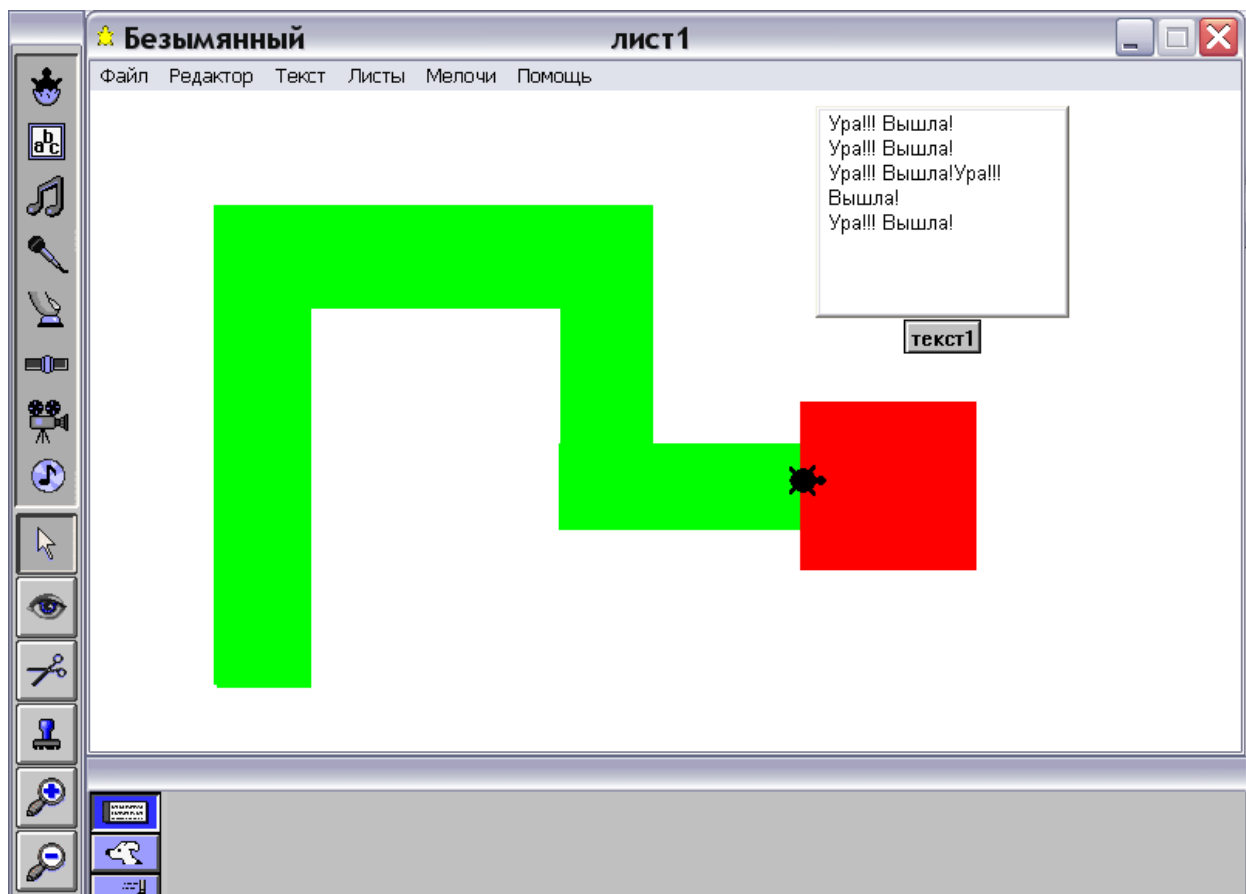 Безымянный лист1
Файл Редактор Текст Листы Мелочи Помощь
Ура!!! Вышла!
Ура!!! Вышла!
Ура!!! Вышла!Ура!!!
Вышла!
Ура!!! Вышла!
текст1
abc